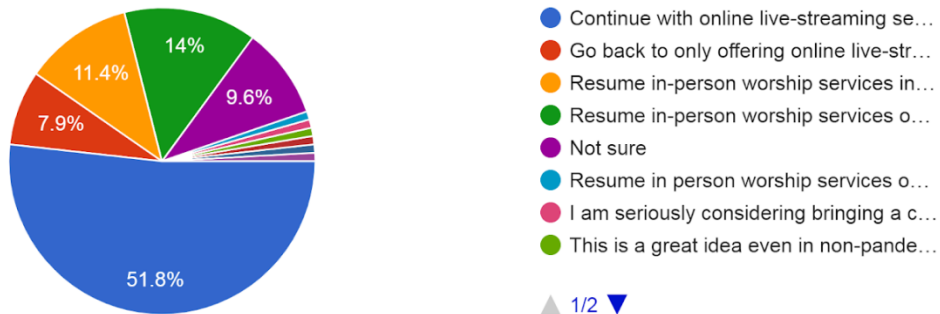 14%
11.4%
9.6%
7.9%
51.8%
Continue with online live-streaming se…
Go back to only offering online live-str…
Resume in-person worship services in…
Resume in-person worship services o…
Not sure
Resume in person worship services o…
I am seriously considering bringing a c…
This is a great idea even in non-pande…
1/2